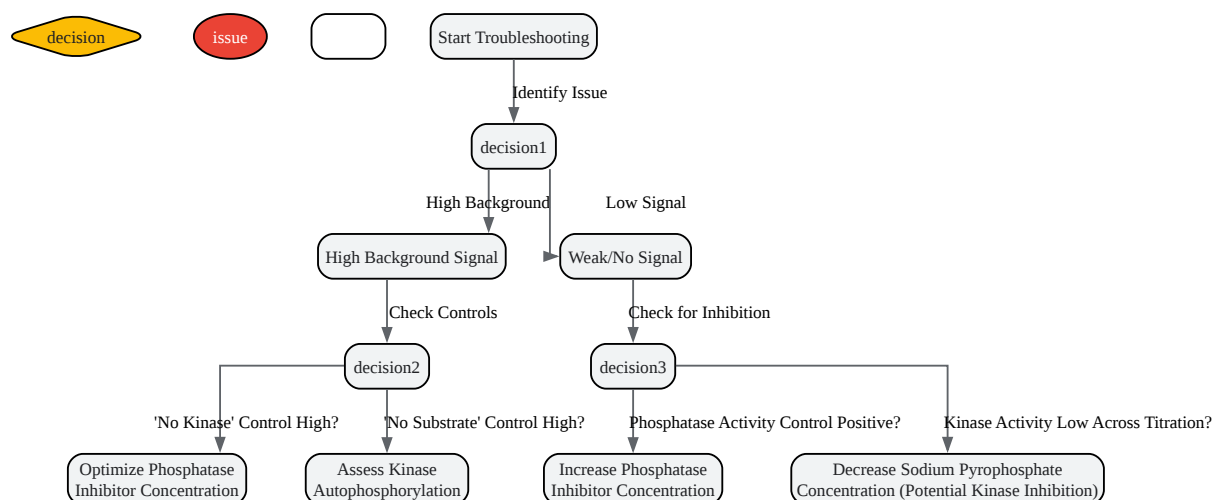 decision
issue
Start Troubleshooting
Identify Issue
decision1
High Background
Low Signal
High Background Signal
Weak/No Signal
Check Controls
Check for Inhibition
decision2
decision3
'No Kinase' Control High?
'No Substrate' Control High?
Phosphatase Activity Control Positive?
Kinase Activity Low Across Titration?
Optimize Phosphatase
Inhibitor Concentration
Assess Kinase
Autophosphorylation
Increase Phosphatase
Inhibitor Concentration
Decrease Sodium Pyrophosphate
Concentration (Potential Kinase Inhibition)